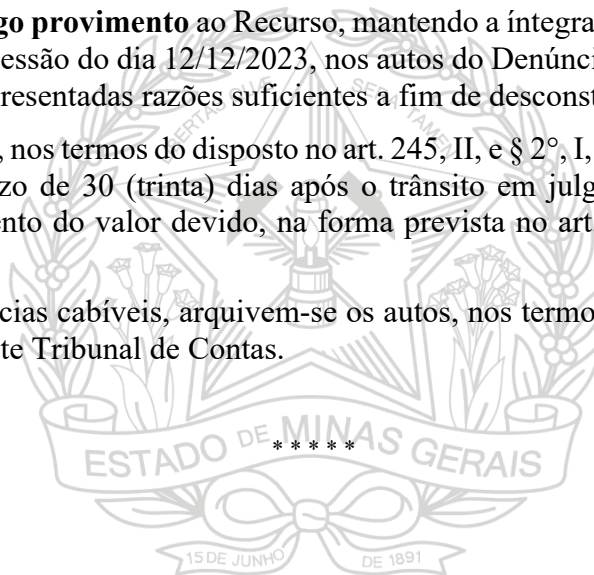 go provimento ao Recurso, mantendo a íntegra
essão do dia 12/12/2023, nos autos do Denúnci
resentadas razões suficientes a fim de desconst
, nos termos do disposto no art. 245, II, e § 2°, I,
zo de 30 (trinta) dias após o trânsito em julg
ento do valor devido, na forma prevista no art.
cias cabíveis, arquivem-se os autos, nos termo
te Tribunal de Contas.
* * * * *
ESTADO DE MINAS GERAIS
15 DE JUNHO DE 1891